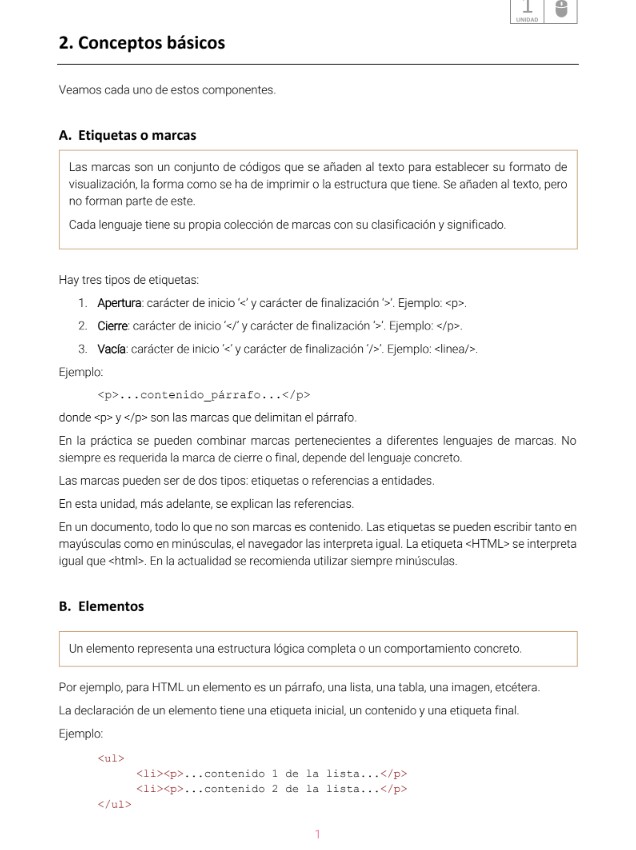 1
UNIDAD
2. Conceptos básicos
Veamos cada uno de estos componentes.
A. Etiquetas o marcas
Las marcas son un conjunto de códigos que se añaden al texto para establecer su formato de
visualización, la forma como se ha de imprimir o la estructura que tiene. Se añaden al texto, pero
no forman parte de este.
Cada lenguaje tiene su propia colección de marcas con su clasificación y significado.
Hay tres tipos de etiquetas:
1. Apertura: carácter de inicio ‘<’ y carácter de finalización ‘>’. Ejemplo: <p>.
2. Cierre: carácter de inicio ‘</’ y carácter de finalización ‘>’. Ejemplo: </p>.
3. Vacía: carácter de inicio ‘<’ y carácter de finalización ‘/>’. Ejemplo: <linea/>.
Ejemplo:
<p>...contenido_párrafo...</p>
donde <p> y </p> son las marcas que delimitan el párrafo.
En la práctica se pueden combinar marcas pertenecientes a diferentes lenguajes de marcas. No
siempre es requerida la marca de cierre o final, depende del lenguaje concreto.
Las marcas pueden ser de dos tipos: etiquetas o referencias a entidades.
En esta unidad, más adelante, se explican las referencias.
En un documento, todo lo que no son marcas es contenido. Las etiquetas se pueden escribir tanto en
mayúsculas como en minúsculas, el navegador las interpreta igual. La etiqueta <HTML> se interpreta
igual que <html>. En la actualidad se recomienda utilizar siempre minúsculas.
B. Elementos
Un elemento representa una estructura lógica completa o un comportamiento concreto.
Por ejemplo, para HTML un elemento es un párrafo, una lista, una tabla, una imagen, etcétera.
La declaración de un elemento tiene una etiqueta inicial, un contenido y una etiqueta final.
Ejemplo:
<ul>
<li><p>...contenido 1 de la lista...</p>
<li><p>...contenido 2 de la lista...</p>
</ul>
1